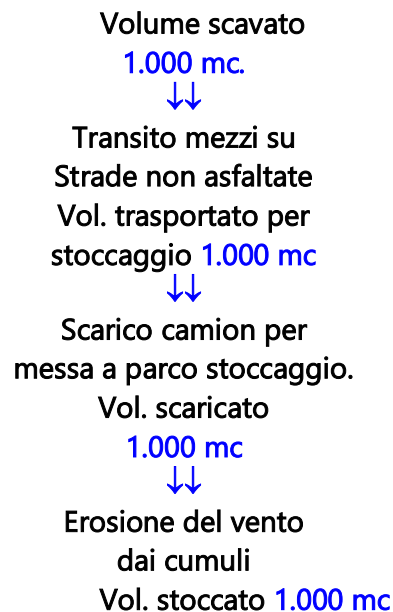 Volume scavato
1.000 mc.
↓↓
Transito mezzi su
Strade non asfaltate
Vol. trasportato per
stoccaggio 1.000 mc
↓↓
Scarico camion per
messa a parco stoccaggio.
Vol. scaricato
1.000 mc
↓↓
Erosione del vento
dai cumuli
Vol. stoccato 1.000 mc